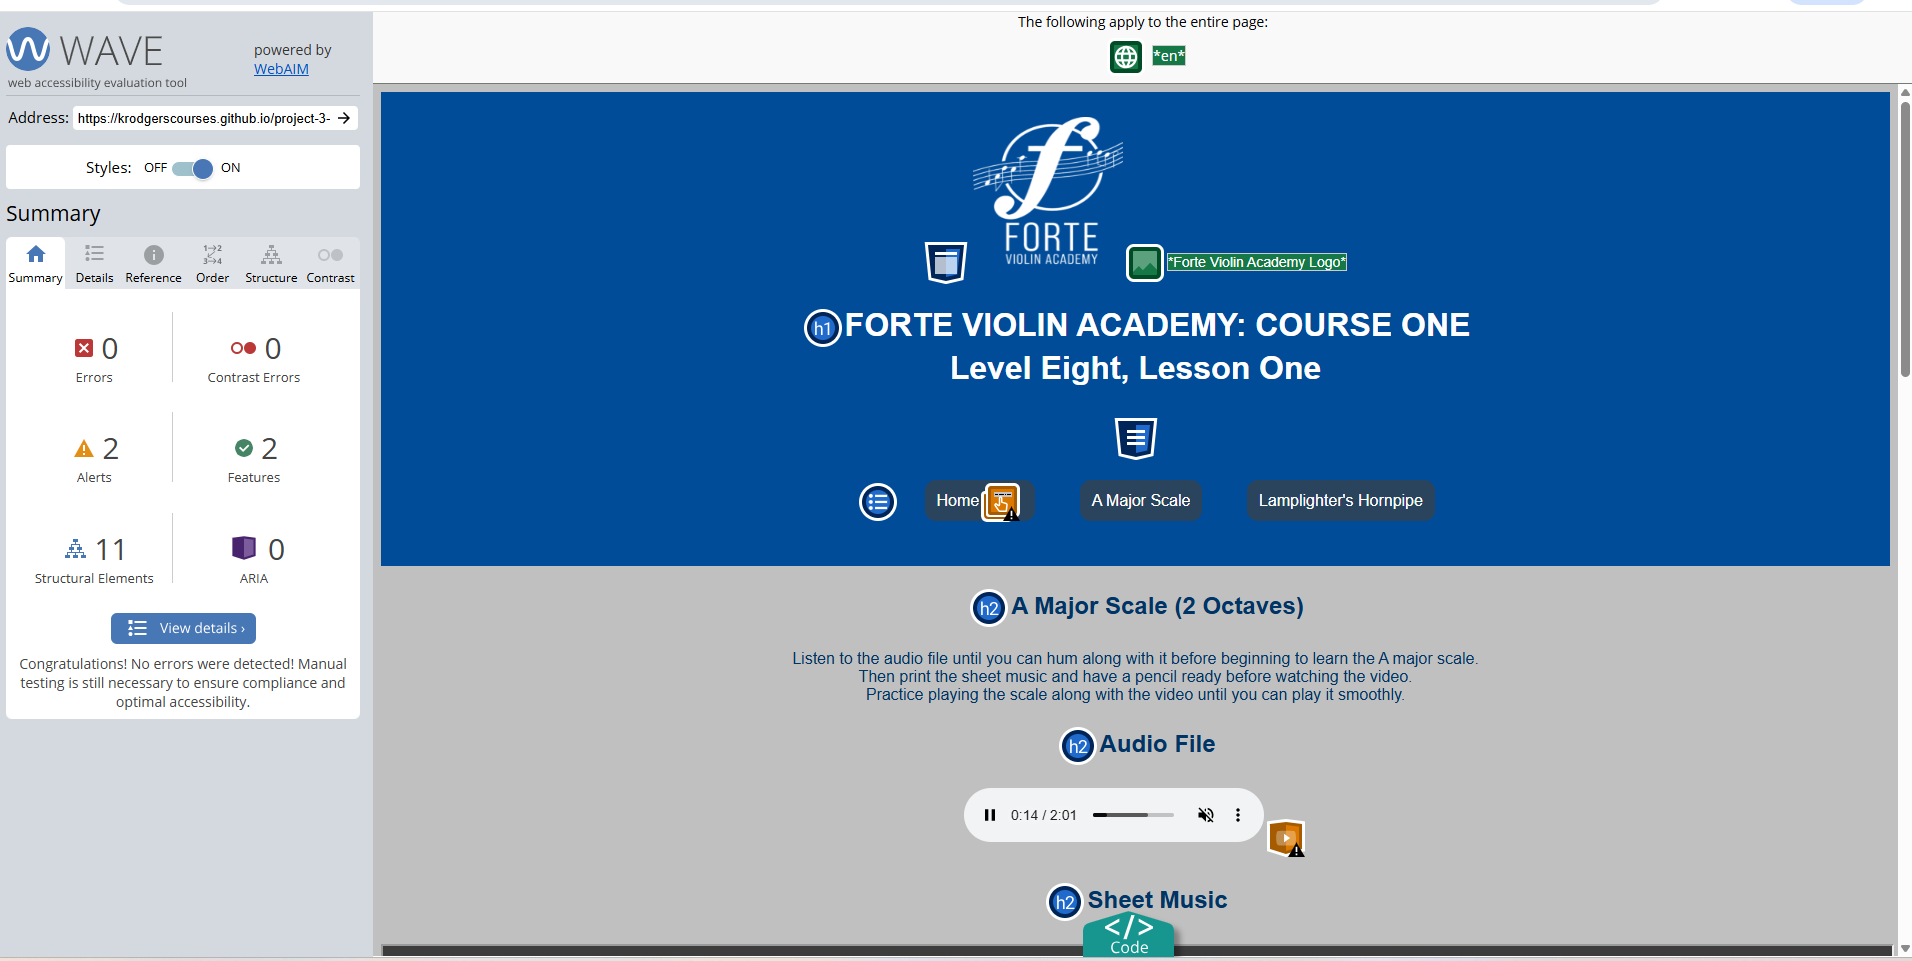 WAVE
web accessibility evaluation tool
powered by
WebAIM
Address: https://krodgerscourses.github.io/project-3-
Styles: OFF ON
Summary
Summary Details Reference Order Structure Contrast
0
Errors
0
Contrast Errors
2
Alerts
2
Features
11
Structural Elements
0
ARIA
View details ›
Congratulations! No errors were detected! Manual
testing is still necessary to ensure compliance and
optimal accessibility.
The following apply to the entire page:
*en*
FORTE
VIOLIN ACADEMY
*Forte Violin Academy Logo*
h1 FORTE VIOLIN ACADEMY: COURSE ONE
Level Eight, Lesson One
Home A Major Scale Lamplighter's Hornpipe
h2 A Major Scale (2 Octaves)
Listen to the audio file until you can hum along with it before beginning to learn the A major scale.
Then print the sheet music and have a pencil ready before watching the video.
Practice playing the scale along with the video until you can play it smoothly.
h2 Audio File
0:14 / 2:01
h2 Sheet Music
</>
Code